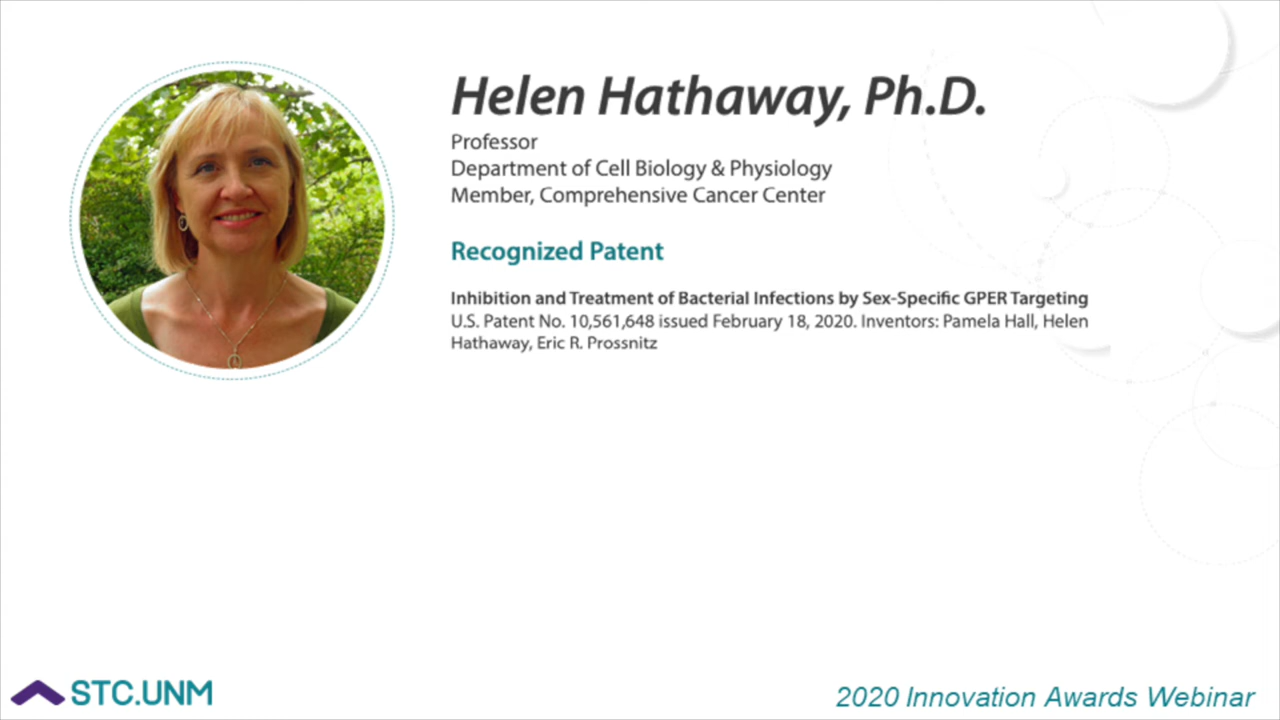 Helen Hathaway, Ph.D.
Professor
Department of Cell Biology & Physiology
Member, Comprehensive Cancer Center
Recognized Patent
Inhibition and Treatment of Bacterial Infections by Sex-Specific GPER Targeting
U.S. Patent No. 10,561,648 issued February 18, 2020. Inventors: Pamela Hall, Helen
Hathaway, Eric R. Prossnitz
STC.UNM
2020 Innovation Awards Webinar